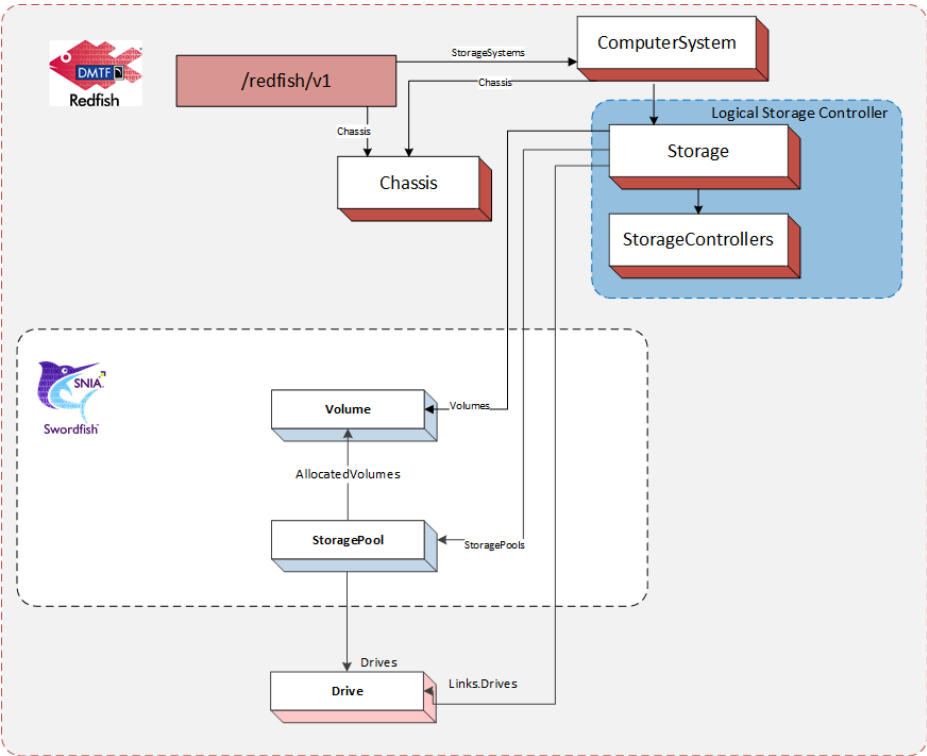 DMTF
Redfish
/redfish/v1
StorageSystems
ComputerSystem
Chassis
Chassis
Chassis
Logical Storage Controller
Storage
StorageControllers
SNIA
Swordfish
Volume
Volumes
AllocatedVolumes
StoragePool
StoragePools
Drives
Drive
Links.Drives